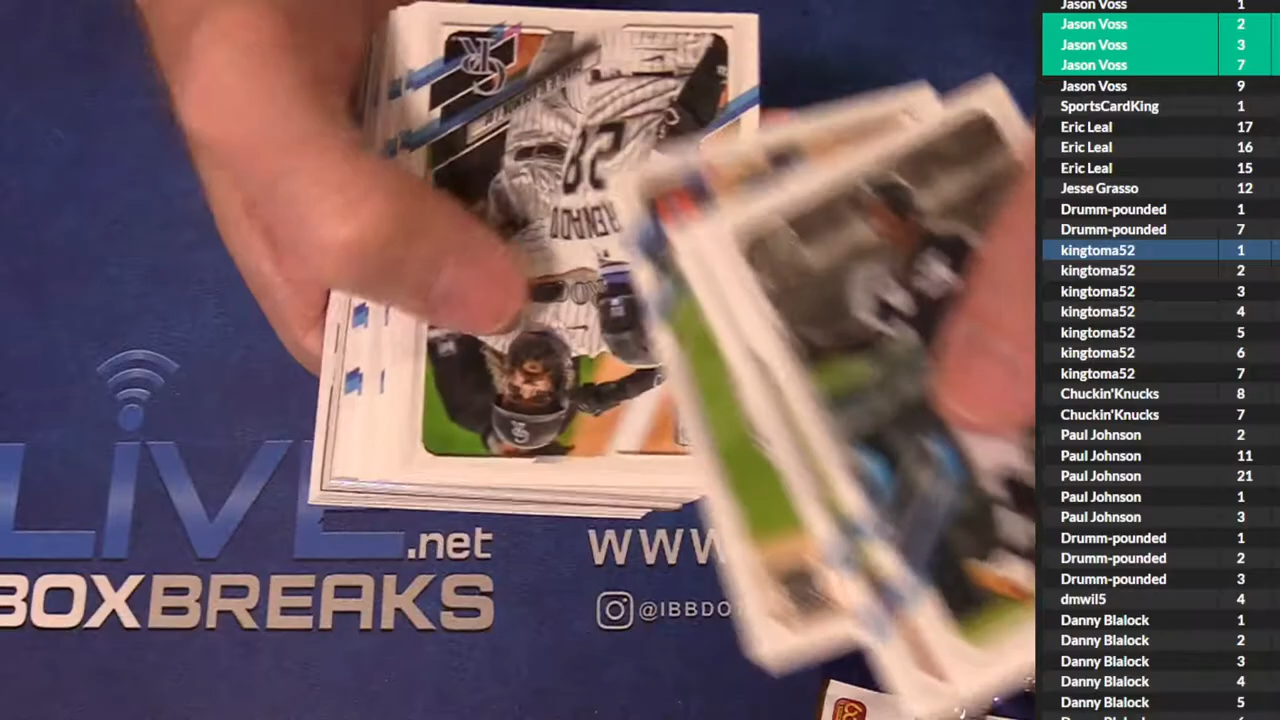 LIVE.net
BOXBREAKS
WWW
@IBBDO
28
Jason Voss 1
Jason Voss 2
Jason Voss 3
Jason Voss 7
Jason Voss 9
SportsCardKing 1
Eric Leal 17
Eric Leal 16
Eric Leal 15
Jesse Grasso 12
Drumm-pounded 1
Drumm-pounded 7
kingtoma52 1
kingtoma52 2
kingtoma52 3
kingtoma52 4
kingtoma52 5
kingtoma52 6
kingtoma52 7
Chuckin'Knucks 8
Chuckin'Knucks 7
Paul Johnson 2
Paul Johnson 11
Paul Johnson 21
Paul Johnson 1
Paul Johnson 3
Drumm-pounded 1
Drumm-pounded 2
Drumm-pounded 3
dmwil5 4
Danny Blalock 1
Danny Blalock 2
Danny Blalock 3
Danny Blalock 4
Danny Blalock 5